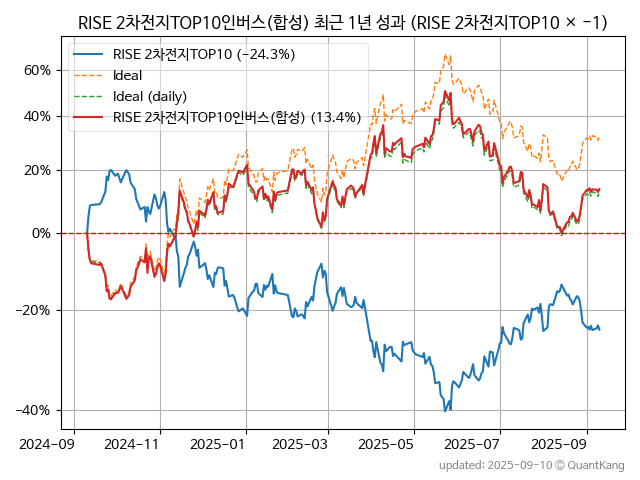 RISE 2차전지TOP10인버스(합성) 최근 1년 성과 (RISE 2차전지TOP10 × −1)
RISE 2차전지TOP10 (−24.3%)
Ideal
Ideal (daily)
RISE 2차전지TOP10인버스(합성) (13.4%)
60%
40%
20%
0%
−20%
−40%
2024-09 2024-11 2025-01 2025-03 2025-05 2025-07 2025-09
updated: 2025-09-10 © QuantKang